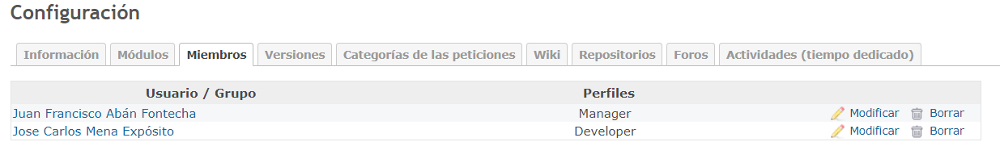 Configuración
Información Módulos Miembros Versiones Categorías de las peticiones Wiki Repositorios Foros Actividades (tiempo dedicado)
Usuario / Grupo Perfiles
Juan Francisco Abán Fontecha Manager Modificar Borrar
Jose Carlos Mena Expósito Developer Modificar Borrar